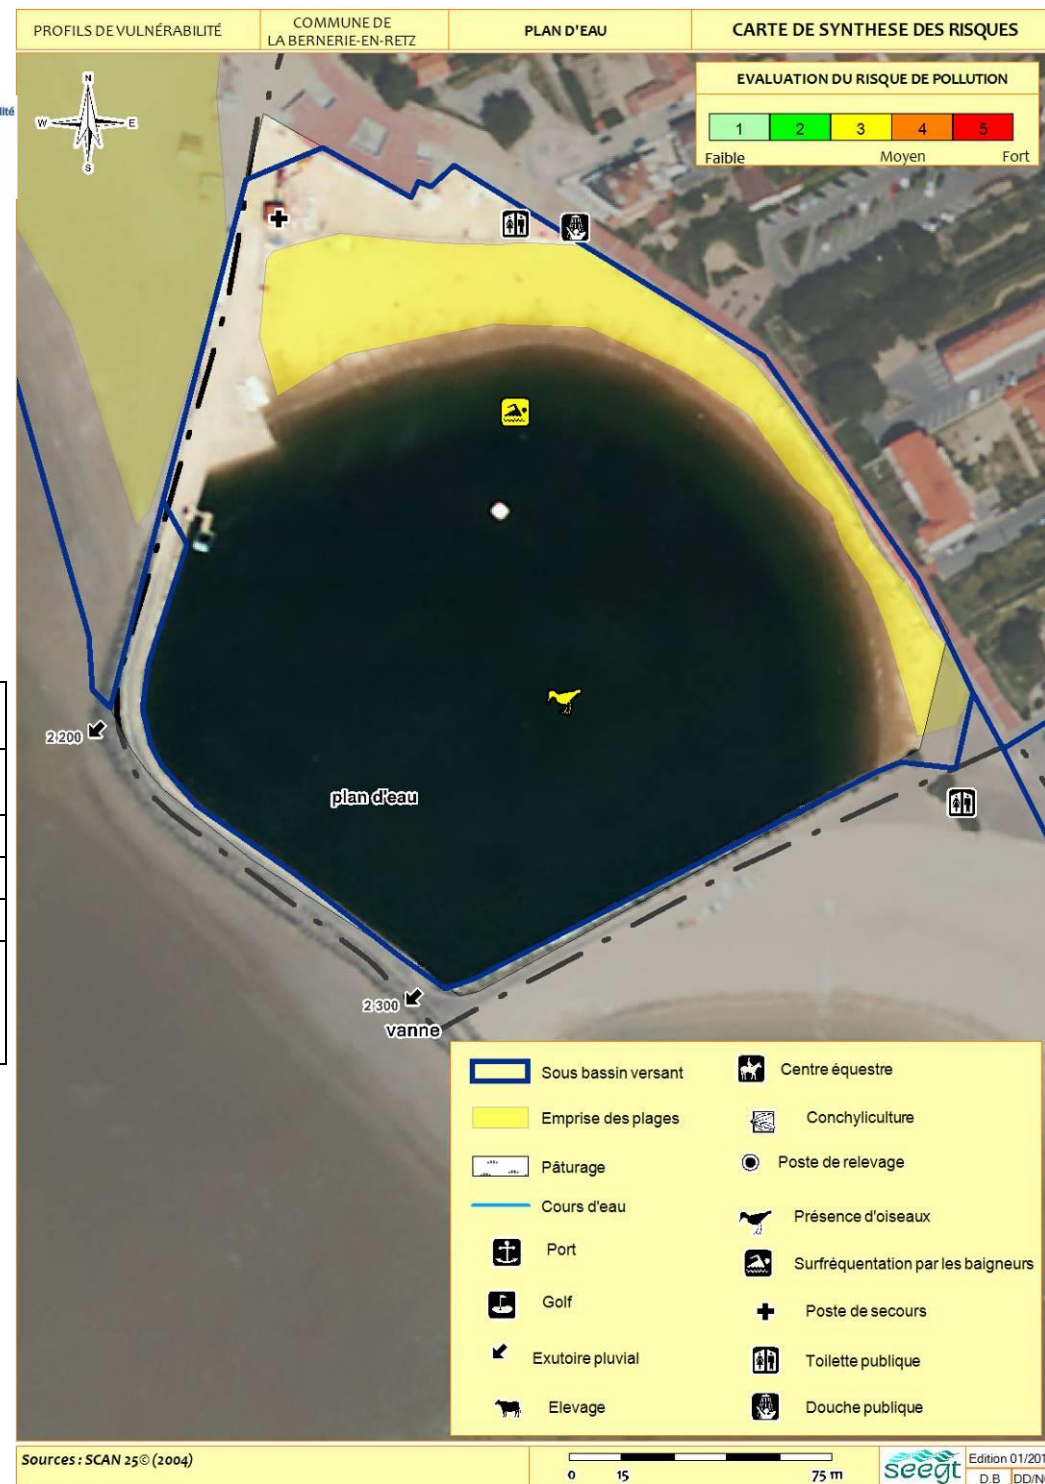 PROFILS DE VULNÉRABILITÉ
COMMUNE DE
LA BERNERIE-EN-RETZ
PLAN D'EAU
CARTE DE SYNTHESE DES RISQUES
N
W
E
S
EVALUATION DU RISQUE DE POLLUTION
1 2 3 4 5
Faible Moyen Fort
2 200
plan d'eau
2 300
vanne
Sous bassin versant
Emprise des plages
Pâturage
Cours d'eau
Port
Golf
Exutoire pluvial
Elevage
Centre équestre
Conchyliculture
Poste de relevage
Présence d'oiseaux
Surfréquentation par les baigneurs
Poste de secours
Toilette publique
Douche publique
Sources : SCAN 25© (2004)
0 15 75 m
seegt
Edition 01/201
D.B DD/N